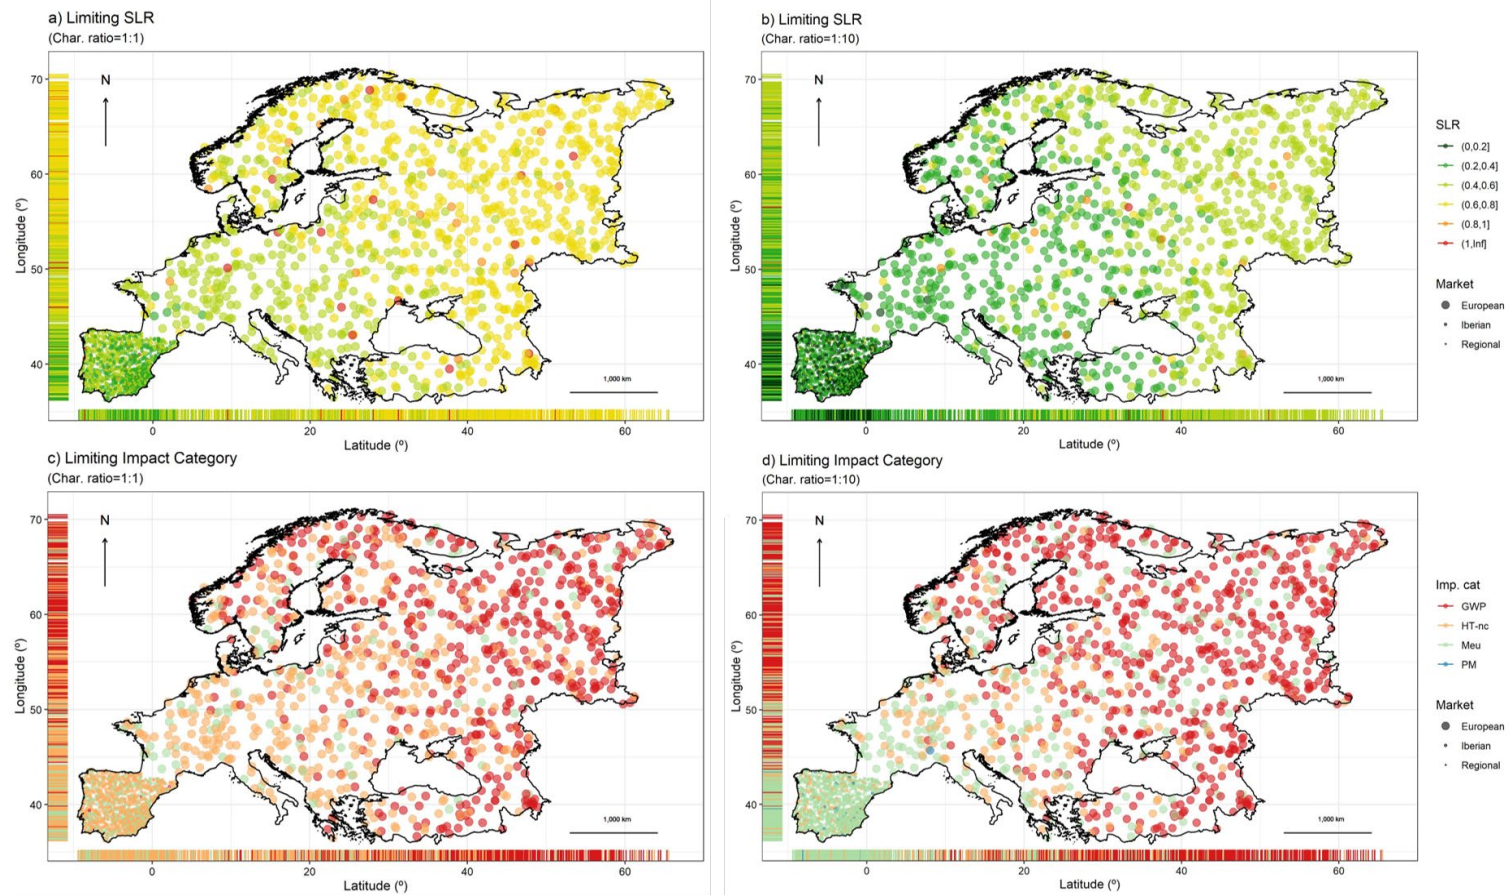 a) Limiting SLR
(Char. ratio=1:1)
N
70
60
50
40
Longitude (º)
1,000 km
0
20
40
60
Latitude (º)
b) Limiting SLR
(Char. ratio=1:10)
N
70
60
50
40
Longitude (º)
1,000 km
0
20
40
60
Latitude (º)
SLR
(0,0.2]
(0.2,0.4]
(0.4,0.6]
(0.6,0.8]
(0.8,1]
(1,Inf]
Market
European
Iberian
Regional
c) Limiting Impact Category
(Char. ratio=1:1)
N
70
60
50
40
Longitude (º)
1,000 km
0
20
40
60
Latitude (º)
d) Limiting Impact Category
(Char. ratio=1:10)
N
70
60
50
40
Longitude (º)
1,000 km
0
20
40
60
Latitude (º)
Imp. cat
GWP
HT-nc
Meu
PM
Market
European
Iberian
Regional